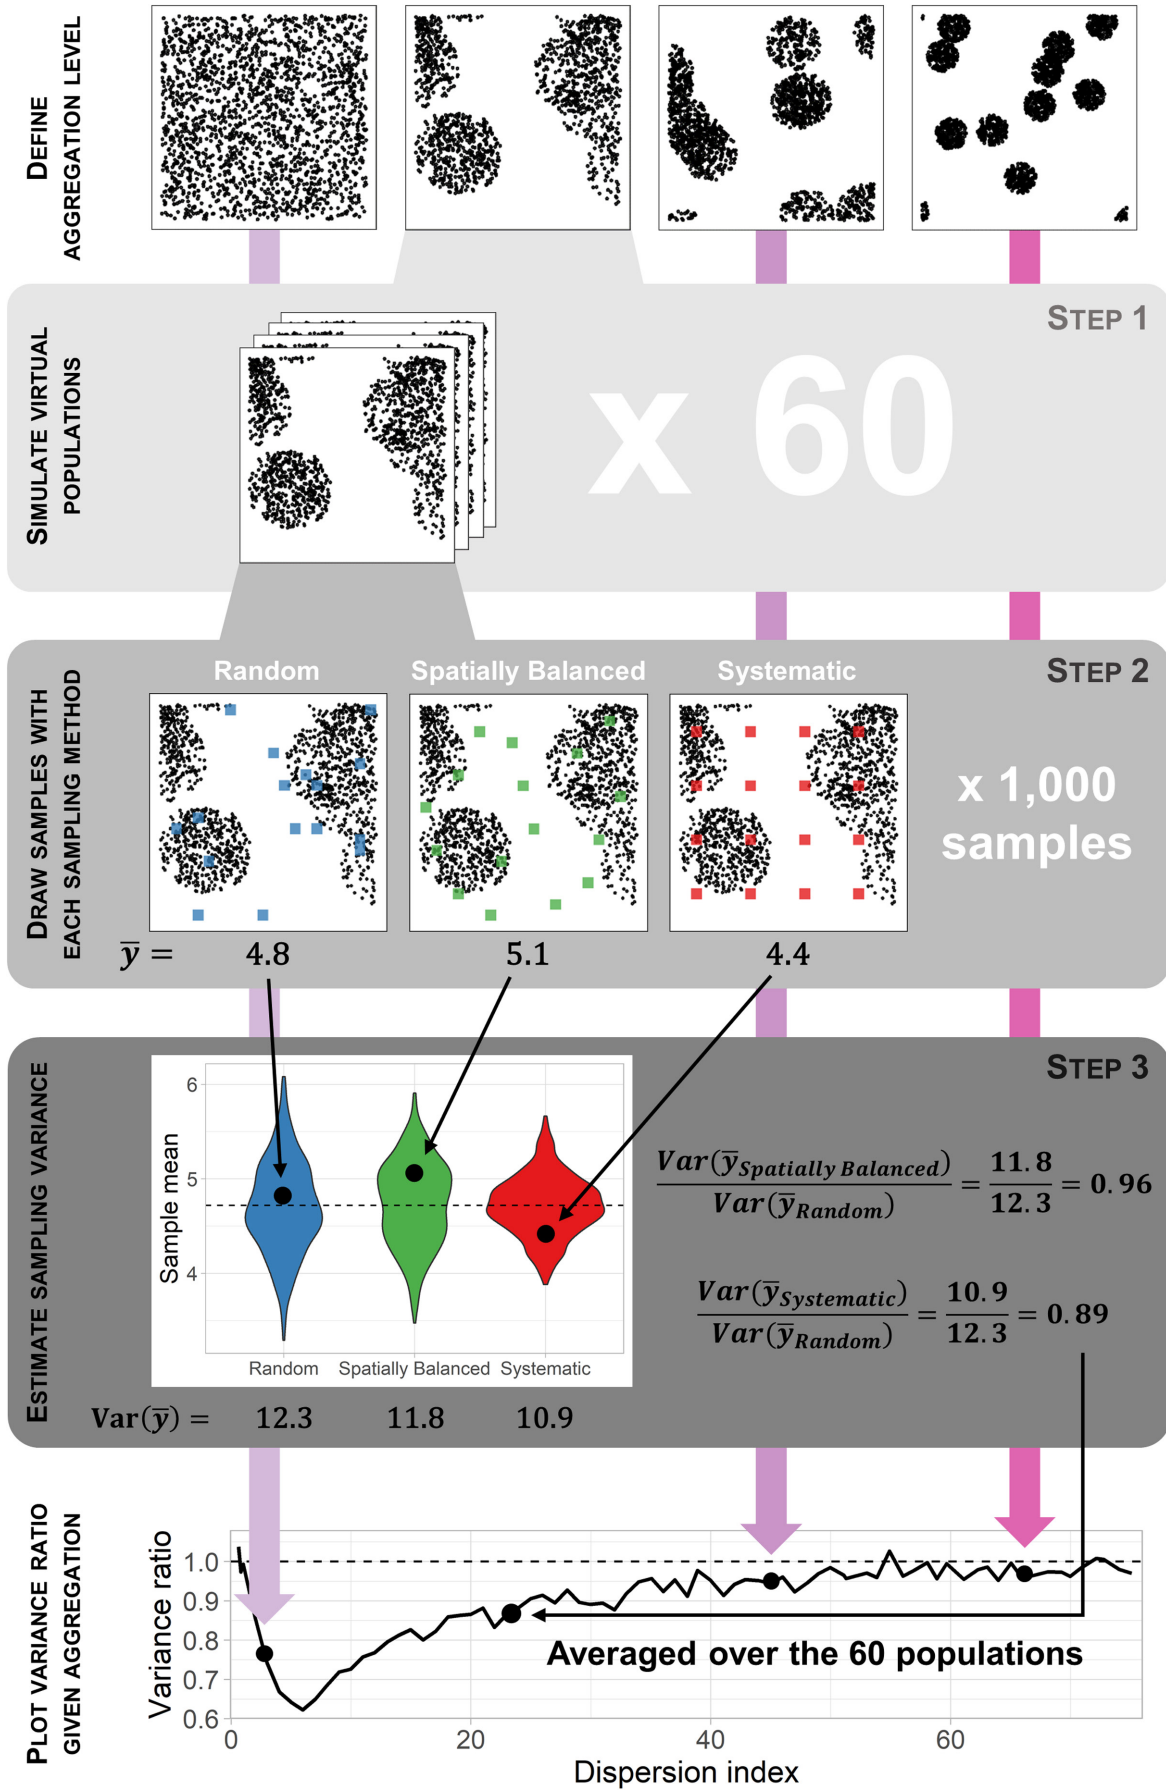 DEFINE
AGGREGATION LEVEL
STEP 1
SIMULATE VIRTUAL
POPULATIONS
x 60
STEP 2
DRAW SAMPLES WITH
EACH SAMPLING METHOD
Random
Spatially Balanced
Systematic
x 1,000
samples
y̅ = 4.8 5.1 4.4
STEP 3
ESTIMATE SAMPLING VARIANCE
Sample mean
6
5
4
Random Spatially Balanced Systematic
Var(y̅Spatially Balanced) / Var(y̅Random) = 11.8 / 12.3 = 0.96
Var(y̅Systematic) / Var(y̅Random) = 10.9 / 12.3 = 0.89
Var(y̅) = 12.3 11.8 10.9
PLOT VARIANCE RATIO
GIVEN AGGREGATION
Variance ratio
1.0
0.9
0.8
0.7
0.6
Averaged over the 60 populations
0 20 40 60
Dispersion index